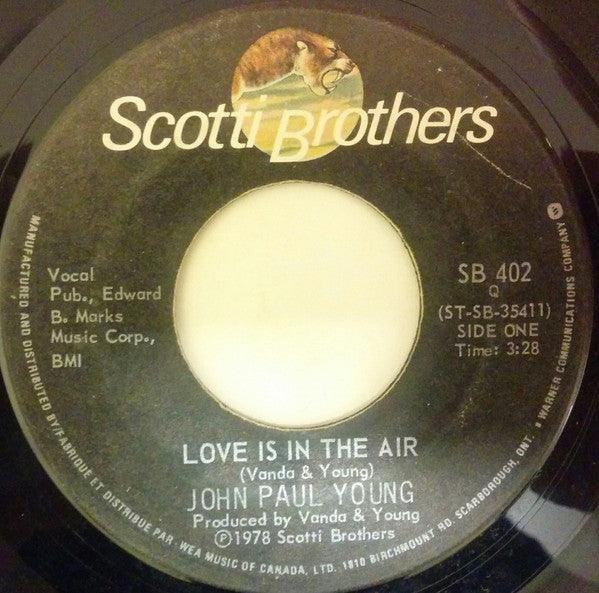 Scotti Brothers
Vocal
Pub., Edward
B. Marks
Music Corp.,
BMI
SB 402
Q
(ST-SB-35411)
SIDE ONE
Time: 3:28
LOVE IS IN THE AIR
(Vanda & Young)
JOHN PAUL YOUNG
Produced by Vanda & Young
Ⓟ1978 Scotti Brothers
MANUFACTURED AND DISTRIBUTED BY/FABRIQUE ET DISTRIBUE PAR. WEA MUSIC OF CANADA, LTD. 1810 BIRCHMOUNT RD. SCARBOROUGH, ONT. A WARNER COMMUNICATIONS COMPANY